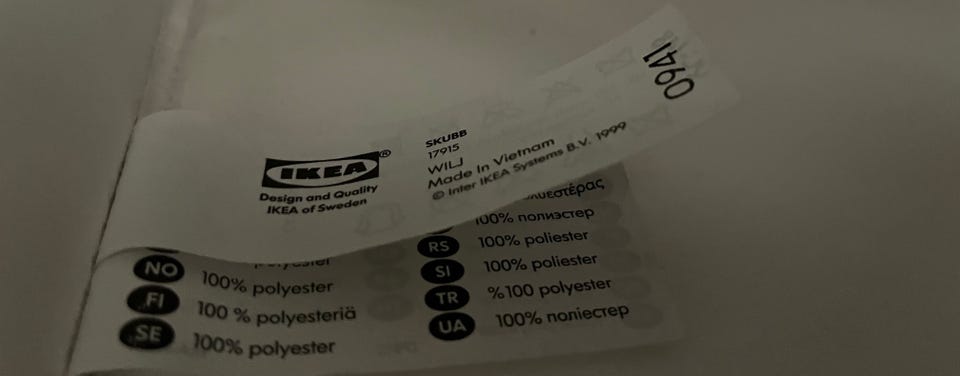 IKEA®
Design and Quality
IKEA of Sweden
SKUBB
17915
WILJ
Made In Vietnam
© Inter IKEA Systems B.V. 1999
0941
NO 100% polyester
FI 100 % polyesteriä
SE 100% polyester
100% полиэстер
RS 100% poliester
SI 100% poliester
TR %100 polyester
UA 100% поліестер